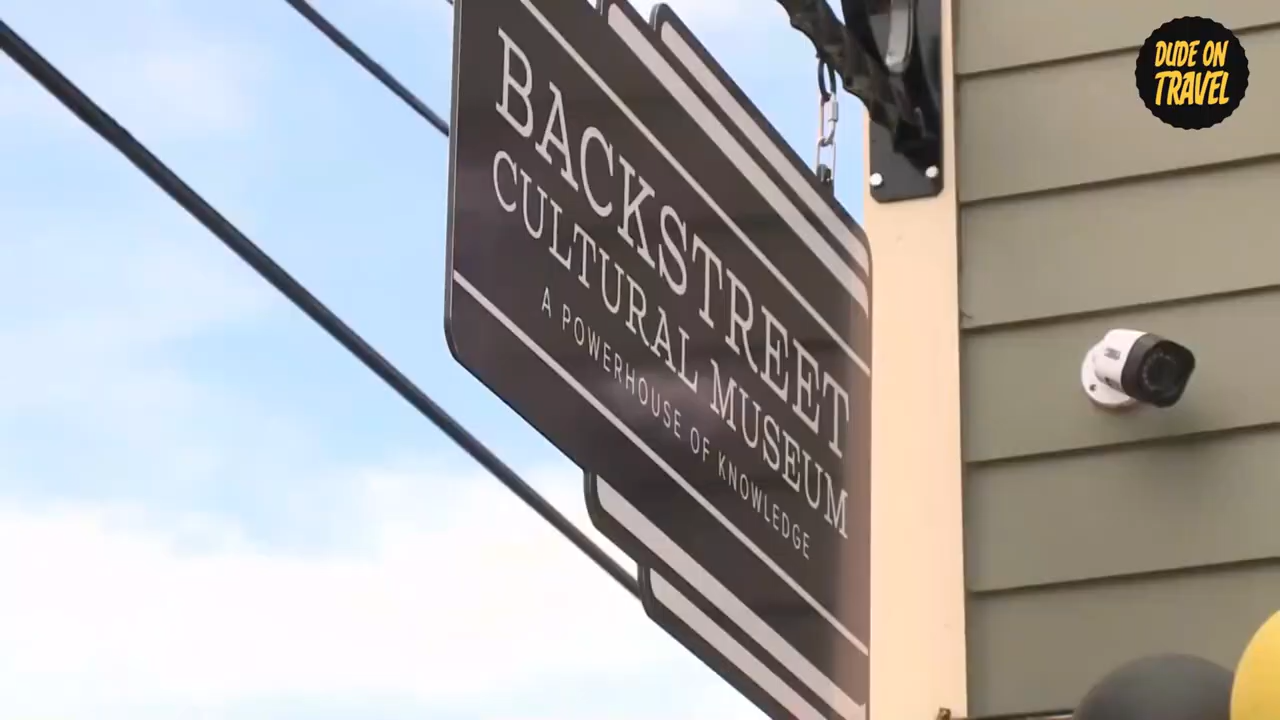 BACKSTREET
CULTURAL MUSEUM
A POWERHOUSE OF KNOWLEDGE
DUDE ON
TRAVEL